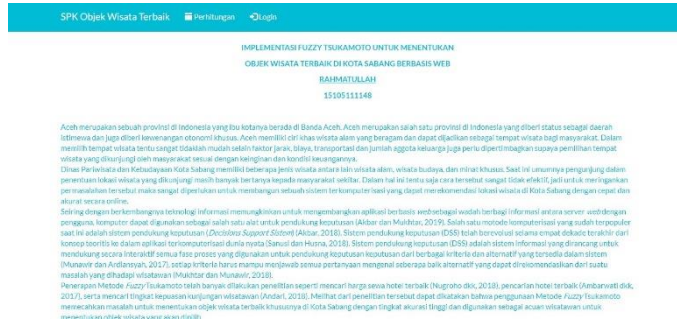 SPK Objek Wisata Terbaik Perhitungan Login
IMPLEMENTASI FUZZY TSUKAMOTO UNTUK MENENTUKAN
OBJEK WISATA TERBAIK DI KOTA SABANG BERBASIS WEB
RAHMATULLAH
15105111148
Aceh merupakan sebuah provinsi di Indonesia yang ibu kotanya berada di Banda Aceh. Aceh merupakan salah satu provinsi di Indonesia yang diberi status sebagai daerah
istimewa dan juga diberi kewenangan otonomi khusus. Aceh memiliki ciri khas wisata alam yang beragam dan dapat dijadikan sebagai tempat wisata bagi masyarakat. Dalam
memilih tempat wisata tentu sangat tidaklah mudah selain faktor jarak, biaya, transportasi dan jumlah anggota keluarga juga perlu dipertimbangkan supaya pemilihan tempat
wisata yang dikunjungi oleh masyarakat sesuai dengan keinginan dan kondisi keuangannya.
Dinas Pariwisata dan Kebudayaan Kota Sabang memiliki beberapa jenis wisata antara lain wisata alam, wisata budaya, dan minat khusus. Saat ini umumnya pengunjung dalam
penentuan lokasi wisata yang dikunjungi masih banyak bertanya kepada masyarakat sekitar. Dalam hal ini tentu saja cara tersebut sangat tidak efektif, jadi untuk meringankan
permasalahan tersebut maka sangat diperlukan untuk membangun sebuah sistem terkomputerisasi yang dapat merekomendasi lokasi wisata di Kota Sabang dengan cepat dan
akurat secara online.
Seiring dengan berkembangnya teknologi informasi memungkinkan untuk mengembangkan aplikasi berbasis web sebagai wadah berbagi informasi antara server web dengan
pengguna, komputer dapat digunakan sebagai salah satu alat untuk pendukung keputusan (Akbar dan Mukhtar, 2019). Salah satu metode komputerisasi yang sudah terpopuler
saat ini adalah sistem pendukung keputusan (Decisions Support Sistem) (Akbar, 2018). Sistem pendukung keputusan (DSS) telah berevolusi selama empat dekade terakhir dari
konsep teoritis ke dalam aplikasi terkomputerisasi dunia nyata (Sanusi dan Husna, 2018). Sistem pendukung keputusan (DSS) adalah sistem informasi yang dirancang untuk
mendukung secara interaktif semua fase proses yang digunakan untuk pendukung keputusan dari berbagai kriteria dan alternatif yang tersedia dalam sistem
(Munawir dan Ardiansyah, 2017). setiap kriteria harus mampu menjawab semua pertanyaan mengenai seberapa baik alternatif yang dapat direkomendasikan dari suatu
masalah yang dihadapi wisatawan (Mukhtar dan Munawir, 2018).
Penerapan Metode Fuzzy Tsukamoto telah banyak dilakukan penelitian seperti mencari harga sewa hotel terbaik (Nugroho dkk, 2018), pencarian hotel terbaik (Ambarwati dkk,
2017), serta mencari tingkat kepuasan kunjungan wisatawan (Andari, 2018). Melihat dari penelitian tersebut dapat dikatakan bahwa penggunaan Metode Fuzzy Tsukamoto
memecahkan masalah untuk menentukan objek wisata terbaik khususnya di Kota Sabang dengan tingkat akurasi tinggi dan digunakan sebagai acuan wisatawan untuk
menentukan objek wisata yang akan dipilih